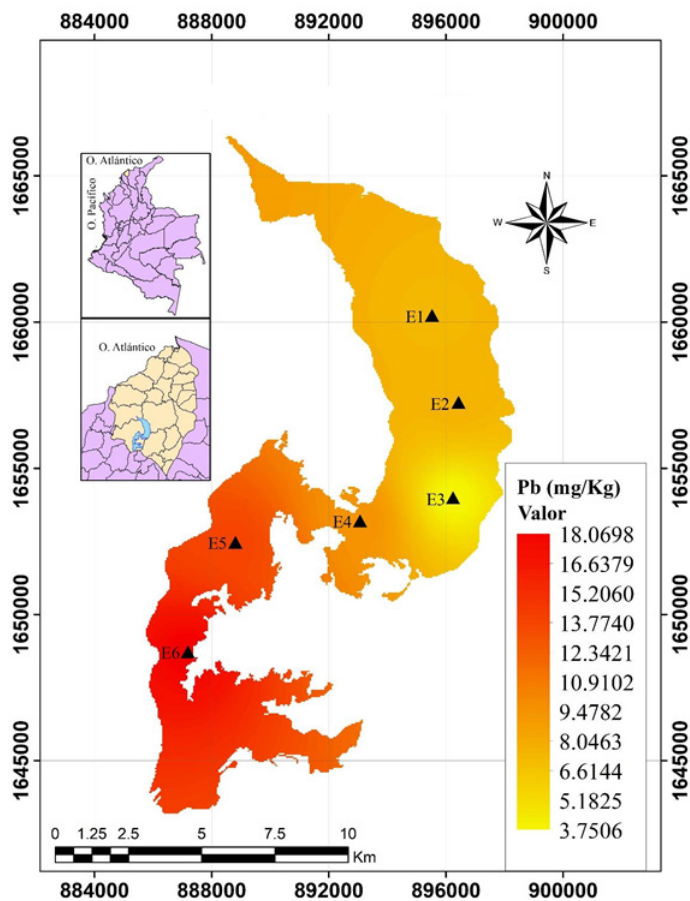 884000 888000 892000 896000 900000
O. Atlántico
O. Pacífico
1665000
1665000
N
W
E
S
E1
1660000
1660000
O. Atlántico
E2
1655000
1655000
E3
E4
E5
Pb (mg/Kg)
Valor
18.0698
16.6379
15.2060
13.7740
12.3421
10.9102
9.4782
8.0463
6.6144
5.1825
3.7506
1650000
1650000
E6
1645000
1645000
0 1.25 2.5 5 7.5 10
Km
884000 888000 892000 896000 900000